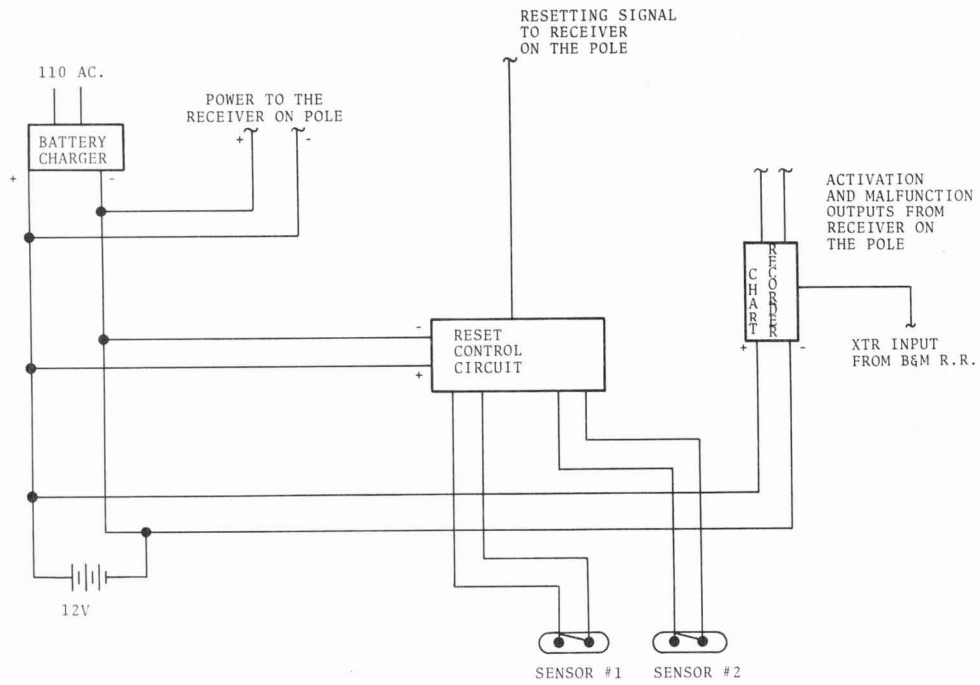 RESETTING SIGNAL
TO RECEIVER
ON THE POLE
110 AC.
POWER TO THE
RECEIVER ON POLE
+
-
BATTERY
CHARGER
+
-
ACTIVATION
AND MALFUNCTION
OUTPUTS FROM
RECEIVER ON
THE POLE
CHART
RECORDER
+
-
XTR INPUT
FROM B&M R.R.
-
+
RESET
CONTROL
CIRCUIT
12V
SENSOR #1
SENSOR #2